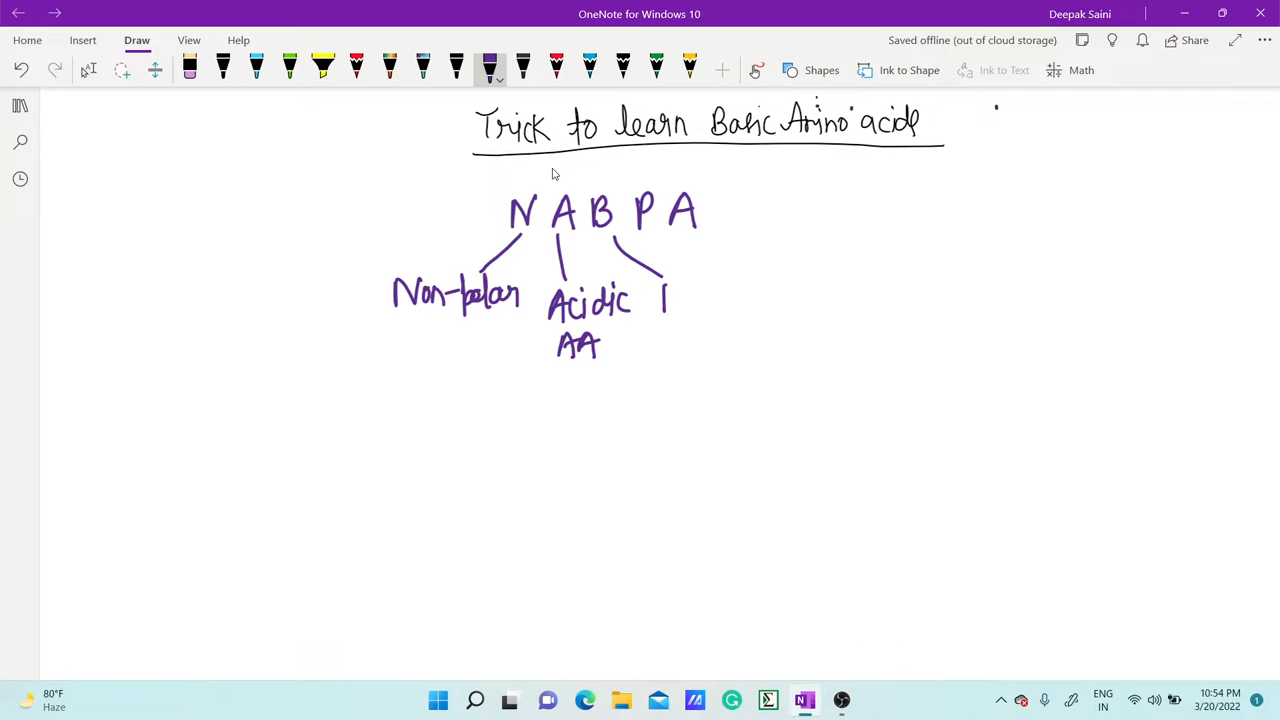 OneNote for Windows 10
Deepak Saini
Home Insert Draw View Help
Saved offline (out of cloud storage)
Share
Shapes
Ink to Shape
Ink to Text
Math
Trick to learn Basic Amino acids
N A B P A
Non-polar Acidic
AA
80°F
Haze
ENG
IN
10:54 PM
3/20/2022
1